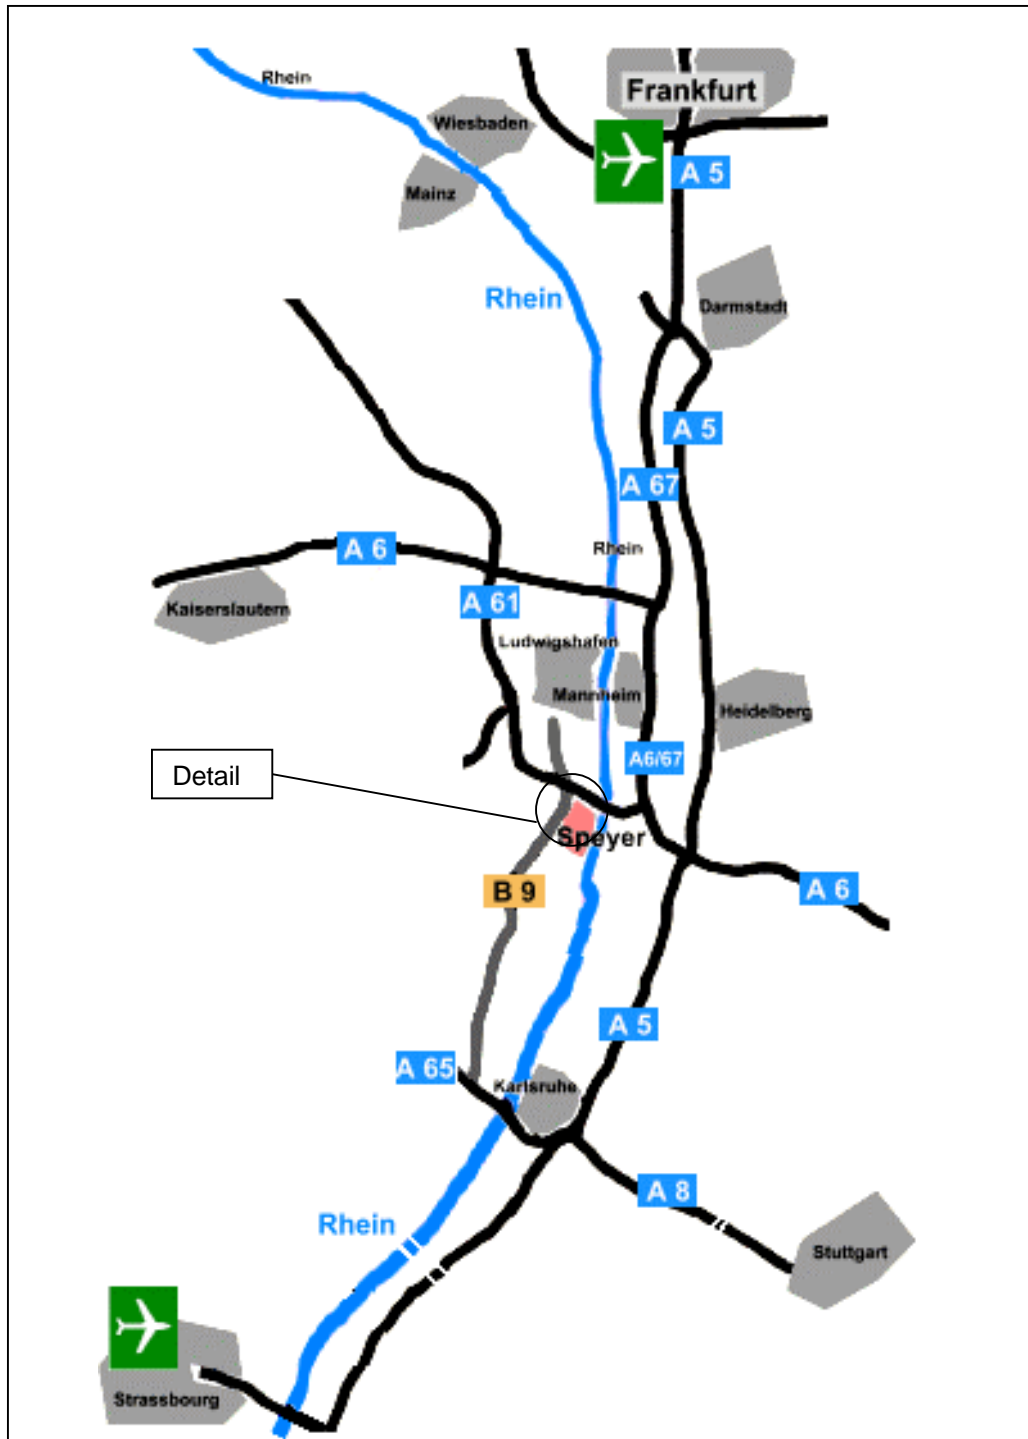 Rhein
Frankfurt
Wiesbaden
A 5
Mainz
Rhein
Darmstadt
A 5
A 67
A 6
Rhein
A 61
Kaiserslautern
Ludwigshafen
Mannheim
Heidelberg
A6/67
Detail
Speyer
B 9
A 6
A 5
A 65
Karlsruhe
A 8
Rhein
Stuttgart
Strassbourg